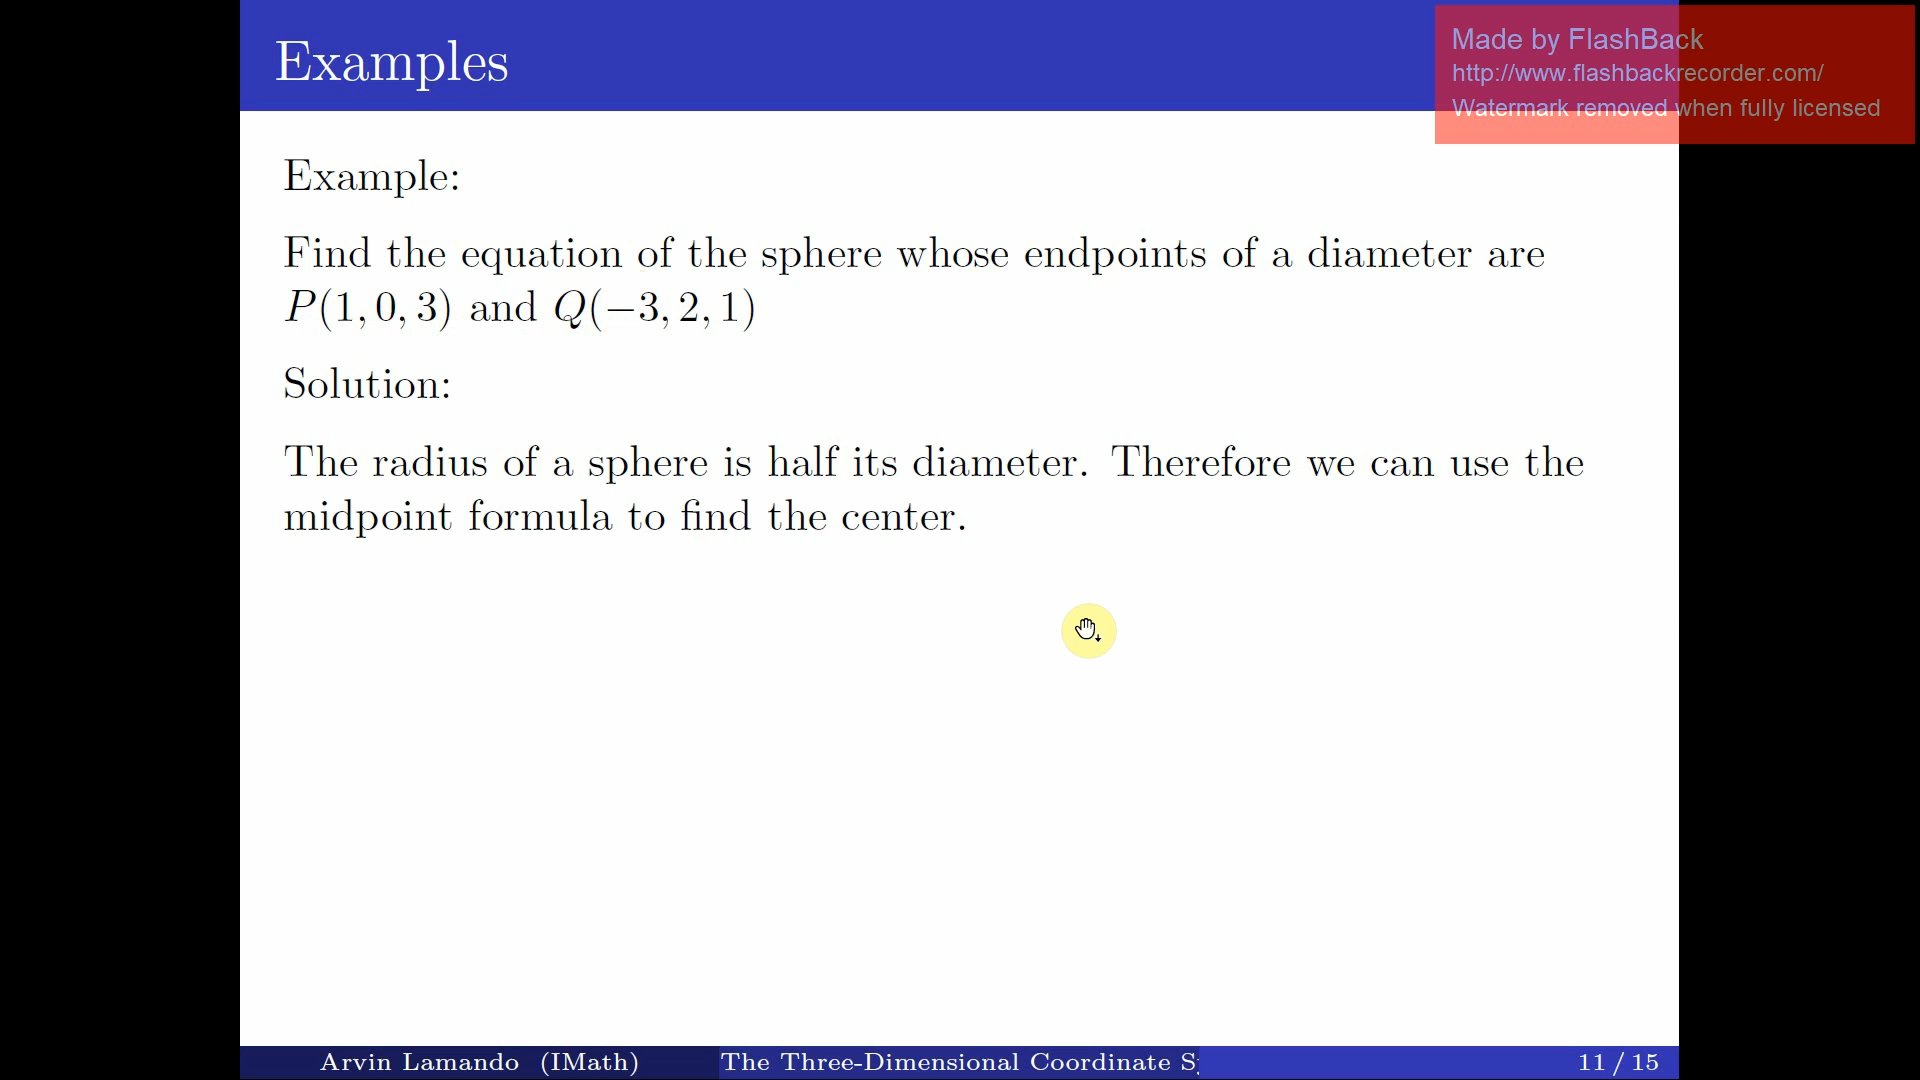 Examples
Made by FlashBack
http://www.flashbackrecorder.com/
Watermark removed when fully licensed
Example:
Find the equation of the sphere whose endpoints of a diameter are
P(1, 0, 3) and Q(−3, 2, 1)
Solution:
The radius of a sphere is half its diameter. Therefore we can use the
midpoint formula to find the center.
Arvin Lamando (IMath)
The Three-Dimensional Coordinate S
11 / 15